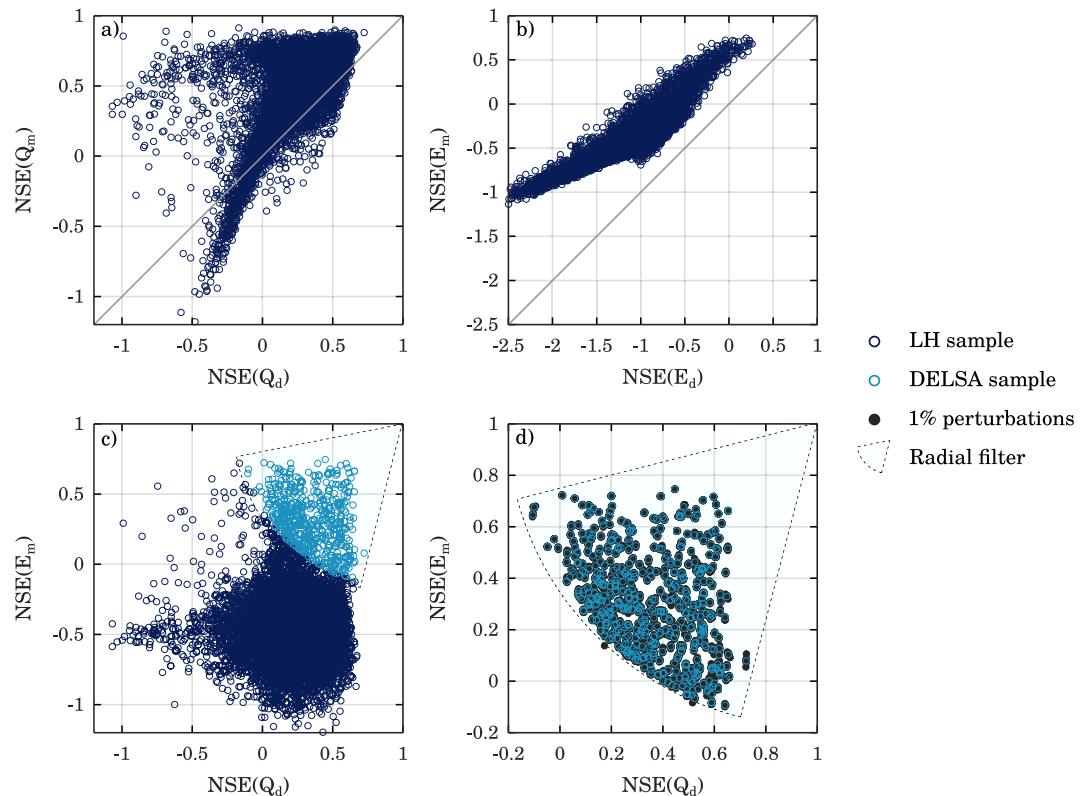 a)
1
0.5
0
-0.5
-1
NSE(Q_m)
-1 -0.5 0 0.5 1
NSE(Q_d)
b)
1
0.5
0
-0.5
-1
-1.5
-2
-2.5
NSE(E_m)
-2.5 -2 -1.5 -1 -0.5 0 0.5 1
NSE(E_d)
LH sample
DELSA sample
1% perturbations
Radial filter
c)
1
0.5
0
-0.5
-1
NSE(E_m)
-1 -0.5 0 0.5 1
NSE(Q_d)
d)
1
0.8
0.6
0.4
0.2
0
-0.2
NSE(E_m)
-0.2 0 0.2 0.4 0.6 0.8 1
NSE(Q_d)